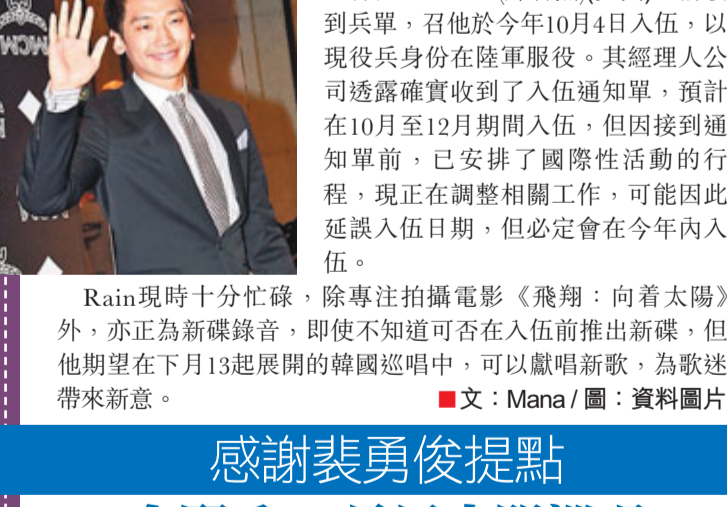 到兵單，召他於今年10月4日入伍，以
現役兵身份在陸軍服役。其經理人公
司透露確實收到了入伍通知單，預計
在10月至12月期間入伍，但因接到通
知單前，已安排了國際性活動的行
程，現正在調整相關工作，可能因此
延誤入伍日期，但必定會在今年內入
伍。
Rain現時十分忙碌，除專注拍攝電影《飛翔：向着太陽》
外，亦正為新碟錄音，即使不知道可否在入伍前推出新碟，但
他期望在下月13起展開的韓國巡唱中，可以獻唱新歌，為歌迷
帶來新意。 ■文：Mana / 圖：資料圖片
感謝裴勇俊提點